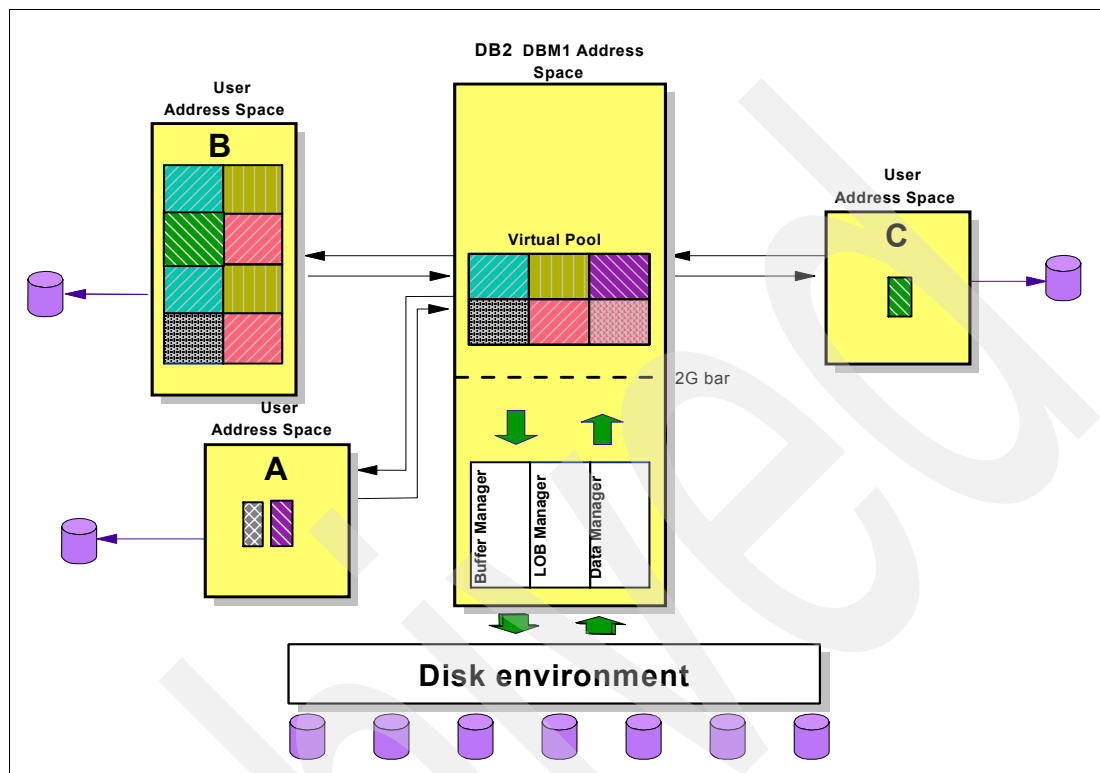 DB2 DBM1 Address
Space
User
Address Space
B
User
Address Space
C
Virtual Pool
2G bar
User
Address Space
A
Buffer Manager
LOB Manager
Data Manager
Disk environment
hived